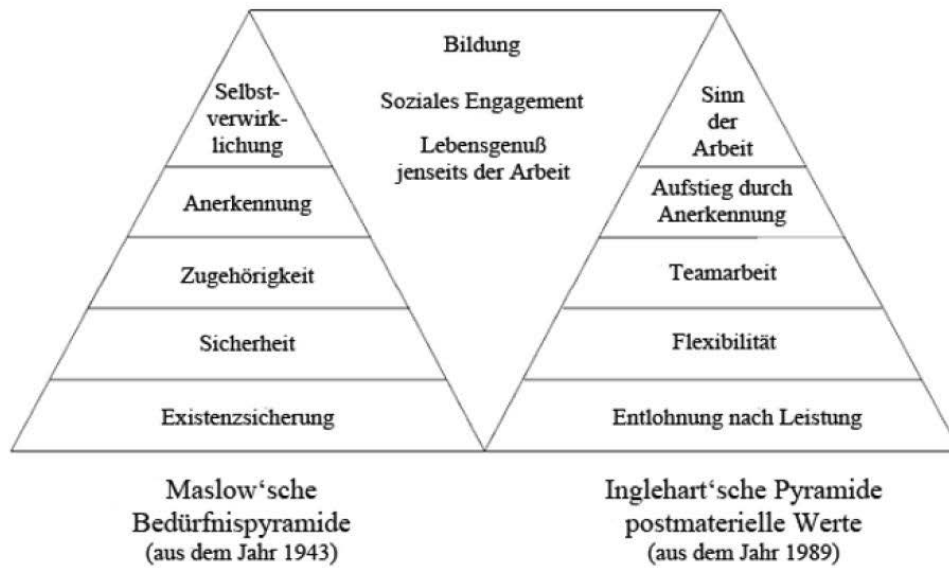 Selbst-
verwirk-
lichung
Anerkennung
Zugehörigkeit
Sicherheit
Existenzsicherung
Bildung
Soziales Engagement
Lebensgenuß
jenseits der Arbeit
Sinn
der
Arbeit
Aufstieg durch
Anerkennung
Teamarbeit
Flexibilität
Entlohnung nach Leistung
Maslow‘sche
Bedürfnispyramide
(aus dem Jahr 1943)
Inglehart‘sche Pyramide
postmaterielle Werte
(aus dem Jahr 1989)